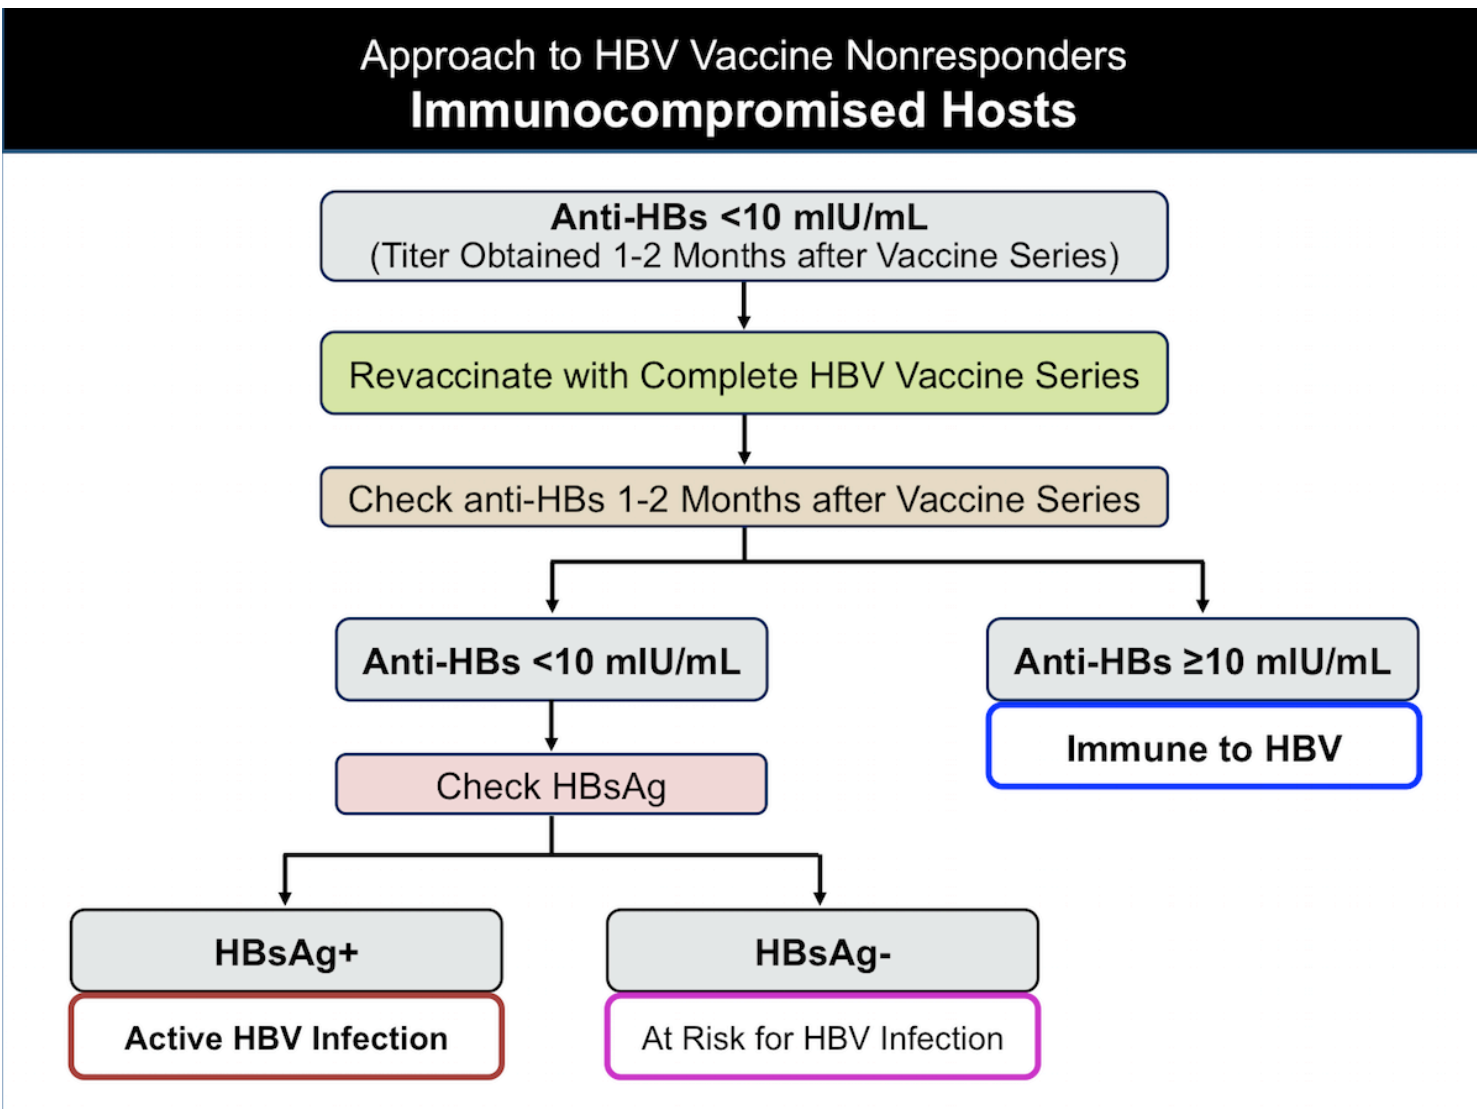 Approach to HBV Vaccine Nonresponders
Immunocompromised Hosts
Anti-HBs <10 mIU/mL
(Titer Obtained 1-2 Months after Vaccine Series)
Revaccinate with Complete HBV Vaccine Series
Check anti-HBs 1-2 Months after Vaccine Series
Anti-HBs <10 mIU/mL
Anti-HBs ≥10 mIU/mL
Immune to HBV
Check HBsAg
HBsAg+
Active HBV Infection
HBsAg-
At Risk for HBV Infection